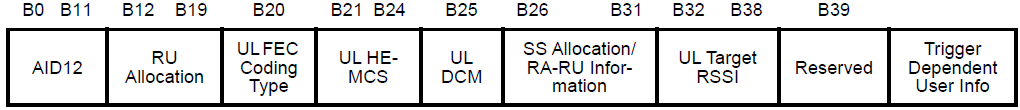 B0 B11 B12 B19 B20 B21 B24 B25 B26 B31 B32 B38 B39
AID12
RU
Allocation
UL FEC
Coding
Type
UL HE-
MCS
UL
DCM
SS Allocation/
RA-RU Infor-
mation
UL Target
RSSI
Reserved
Trigger
Dependent
User Info